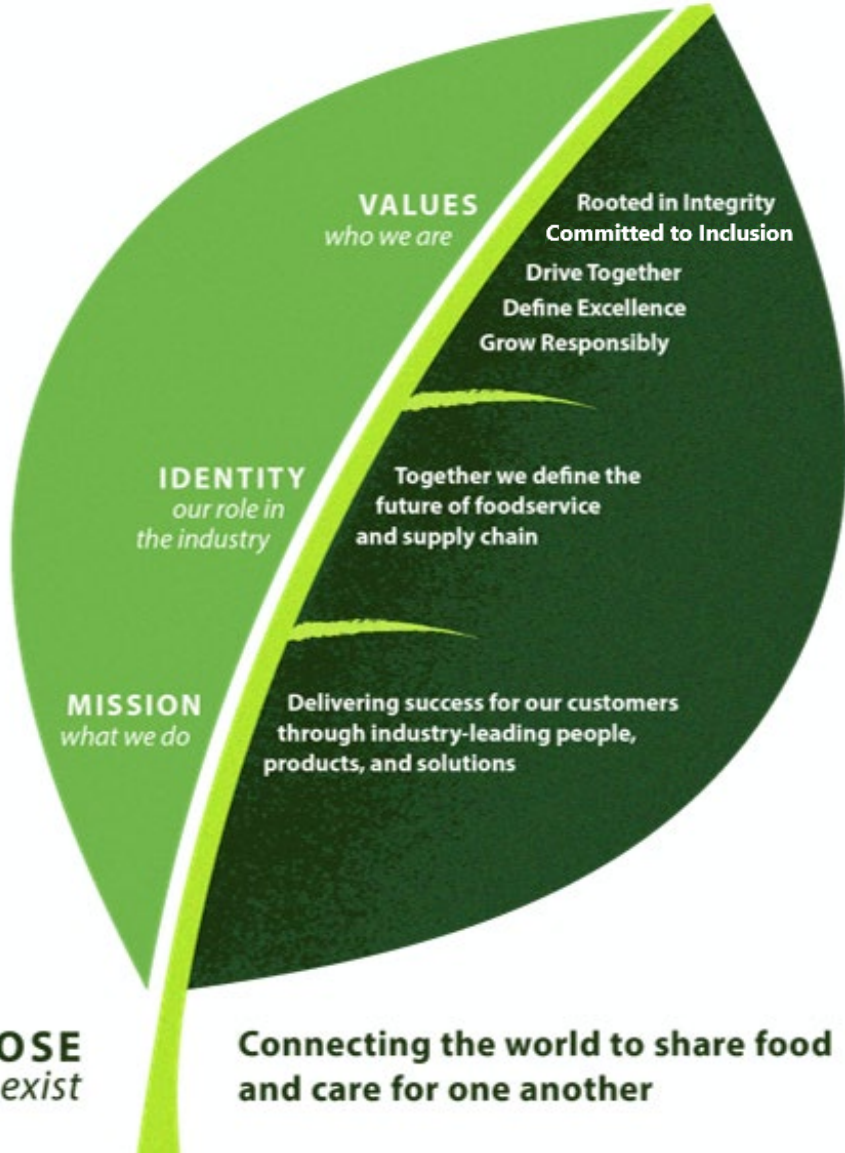 VALUES
who we are
Rooted in Integrity
Committed to Inclusion
Drive Together
Define Excellence
Grow Responsibly
IDENTITY
our role in
the industry
Together we define the
future of foodservice
and supply chain
MISSION
what we do
Delivering success for our customers
through industry-leading people,
products, and solutions
OSE
exist
Connecting the world to share food
and care for one another